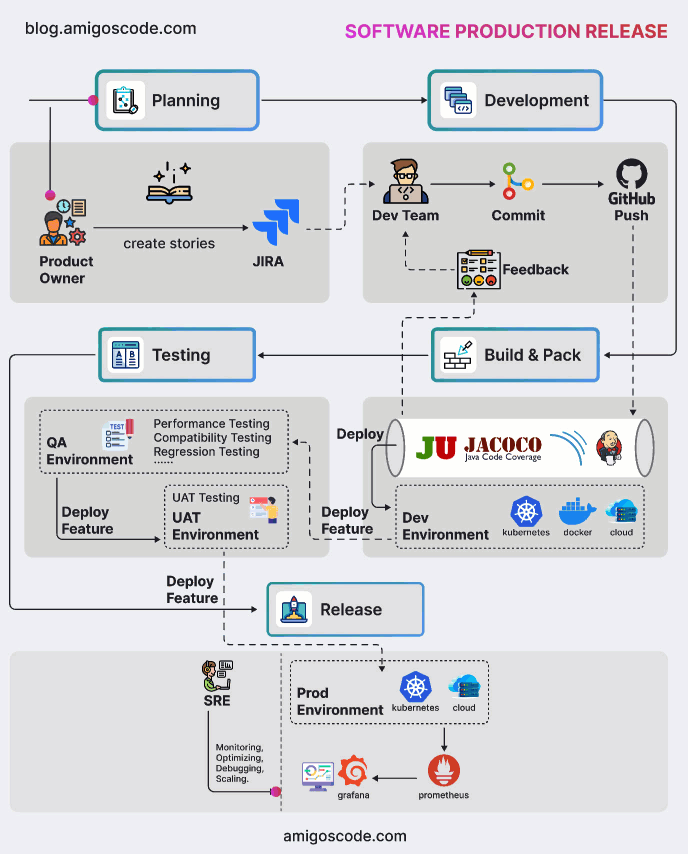 blog.amigoscode.com
SOFTWARE PRODUCTION RELEASE
Planning
Development
create stories
Product
Owner
JIRA
Dev Team
Commit
GitHub
Push
Feedback
Testing
Build & Pack
QA
Environment
TEST
Performance Testing
Compatibility Testing
Regression Testing
......
Deploy
Feature
UAT Testing
UAT
Environment
Deploy
JU
JACOCO
Java Code Coverage
Deploy
Feature
Dev
Environment
kubernetes
docker
cloud
Deploy
Feature
Release
SRE
Monitoring,
Optimizing,
Debugging,
Scaling.
Prod
Environment
kubernetes
cloud
grafana
prometheus
amigoscode.com